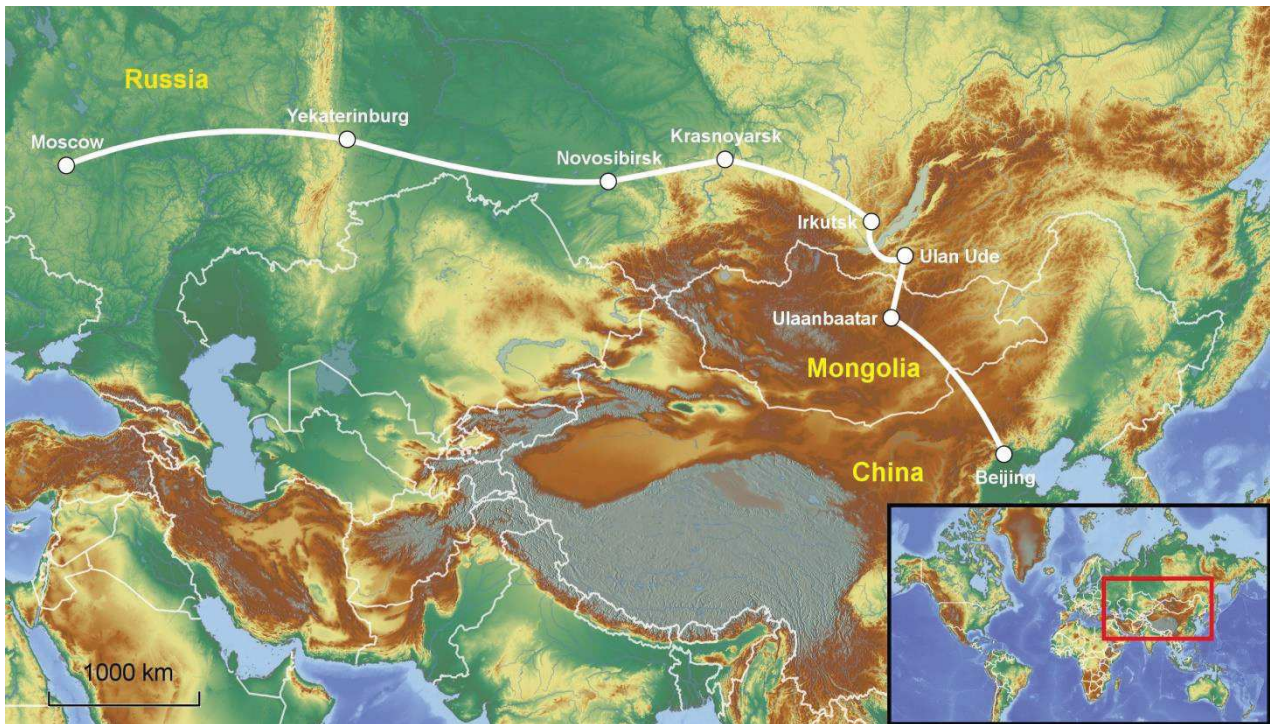 Russia
Moscow
Yekaterinburg
Novosibirsk
Krasnoyarsk
Irkutsk
Ulan Ude
Ulaanbaatar
Mongolia
China
Beijing
1000 km